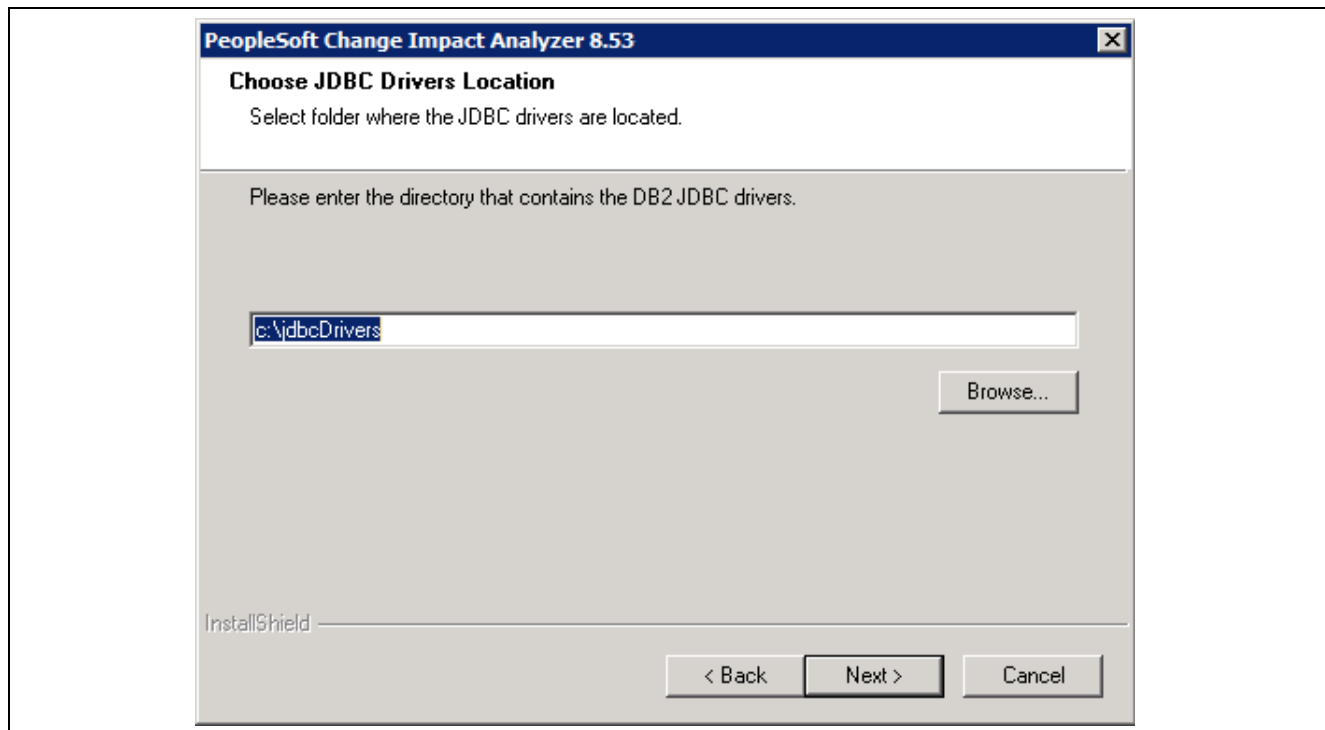 PeopleSoft Change Impact Analyzer 8.53
Choose JDBC Drivers Location
Select folder where the JDBC drivers are located.
Please enter the directory that contains the DB2 JDBC drivers.
c:\jdbcDrivers
Browse...
InstallShield
< Back Next > Cancel